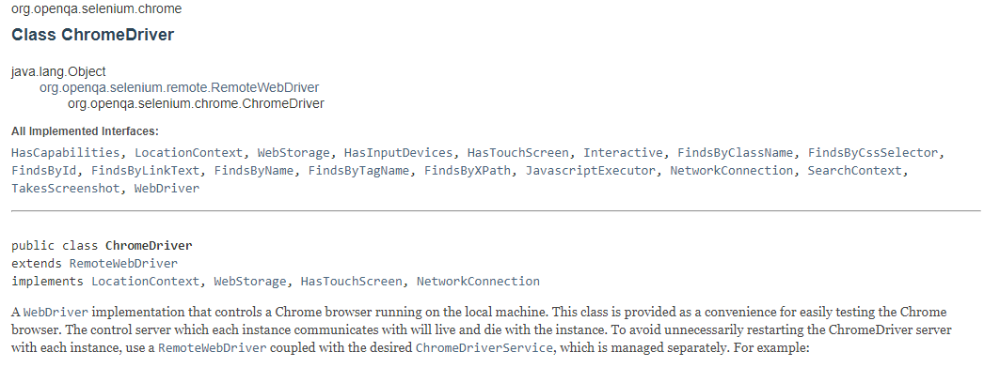 org.openqa.selenium.chrome
Class ChromeDriver
java.lang.Object
org.openqa.selenium.remote.RemoteWebDriver
org.openqa.selenium.chrome.ChromeDriver
All Implemented Interfaces:
HasCapabilities, LocationContext, WebStorage, HasInputDevices, HasTouchScreen, Interactive, FindsByClassName, FindsByCssSelector,
FindsById, FindsByLinkText, FindsByName, FindsByTagName, FindsByXPath, JavascriptExecutor, NetworkConnection, SearchContext,
TakesScreenshot, WebDriver
public class ChromeDriver
extends RemoteWebDriver
implements LocationContext, WebStorage, HasTouchScreen, NetworkConnection
A WebDriver implementation that controls a Chrome browser running on the local machine. This class is provided as a convenience for easily testing the Chrome
browser. The control server which each instance communicates with will live and die with the instance. To avoid unnecessarily restarting the ChromeDriver server
with each instance, use a RemoteWebDriver coupled with the desired ChromeDriverService, which is managed separately. For example: